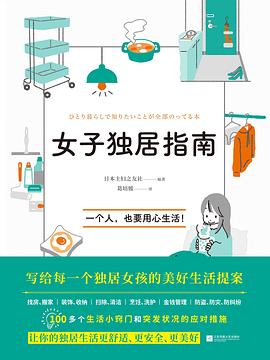 ひとり暮らしで知りたいことが全部のってる本
女子独居指南
日本主妇之友社 编著
葛培媛 译
一个人，也要用心生活！
写给每一个独居女孩的美好生活提案
找房、搬家｜装饰、收纳｜扫除、清洁｜烹饪、洗护｜金钱管理｜防盗、防灾、防纠纷
100多个生活小窍门和突发状况的应对措施
让你的独居生活更舒适、更安全、更美好